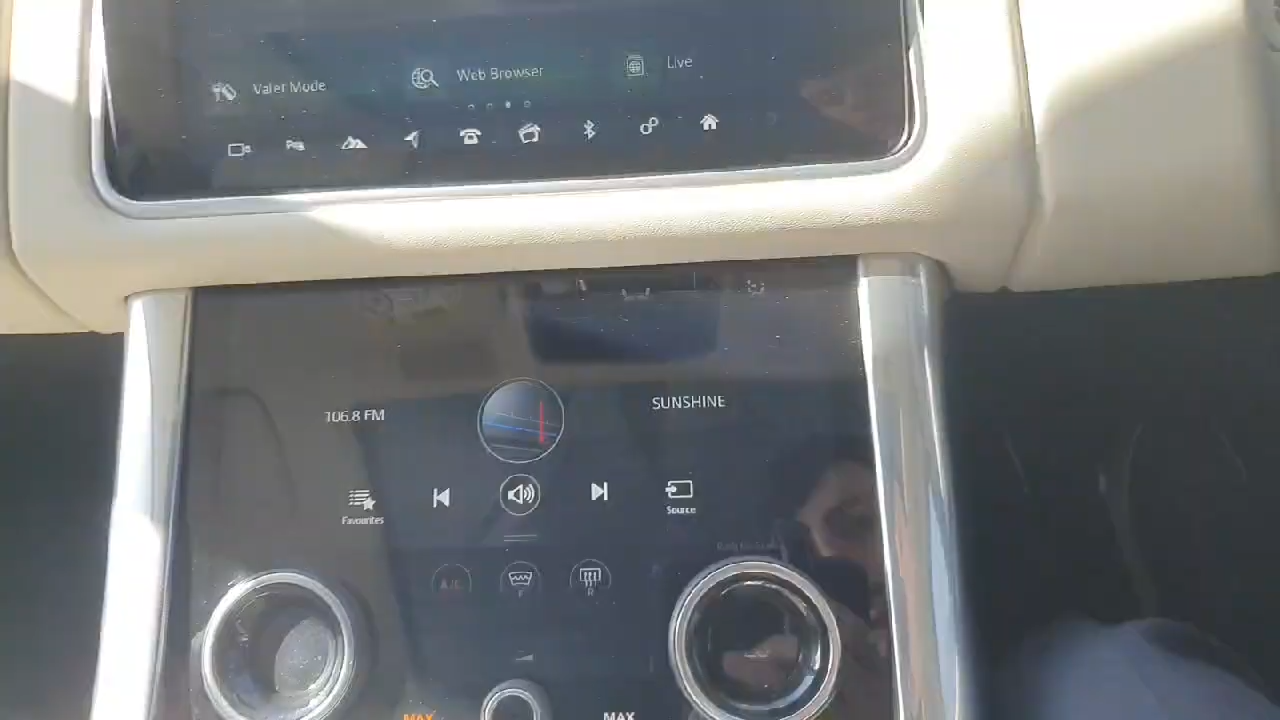 Valet Mode
Web Browser
Live
106.8 FM
SUNSHINE
Favourites
Source
A/C
F
R
MAX
MAX